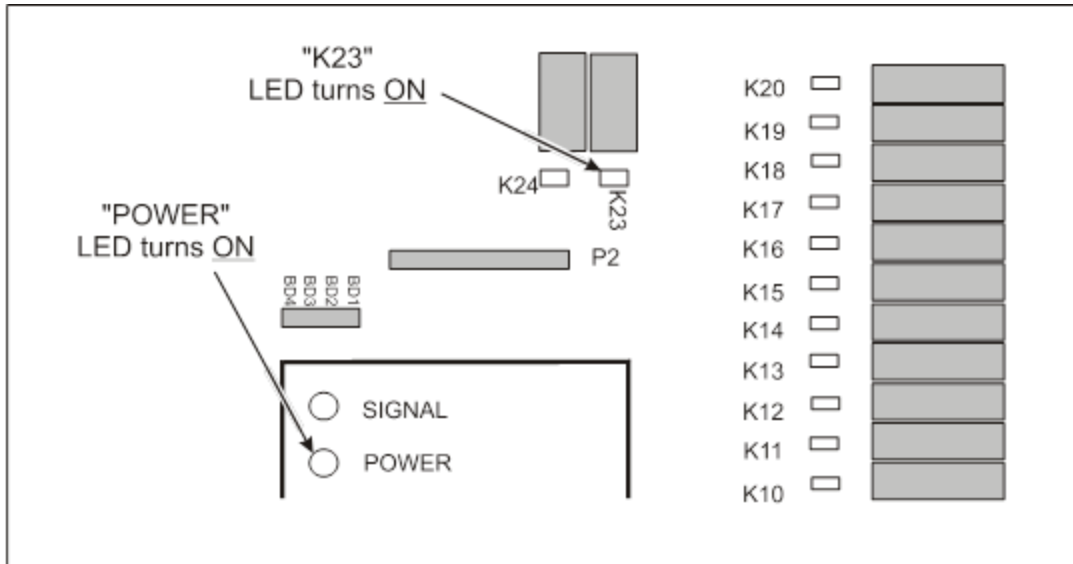 "K23"
LED turns ON
K24
K23
"POWER"
LED turns ON
P2
BD4
BD3
BD2
BD1
SIGNAL
POWER
K20
K19
K18
K17
K16
K15
K14
K13
K12
K11
K10